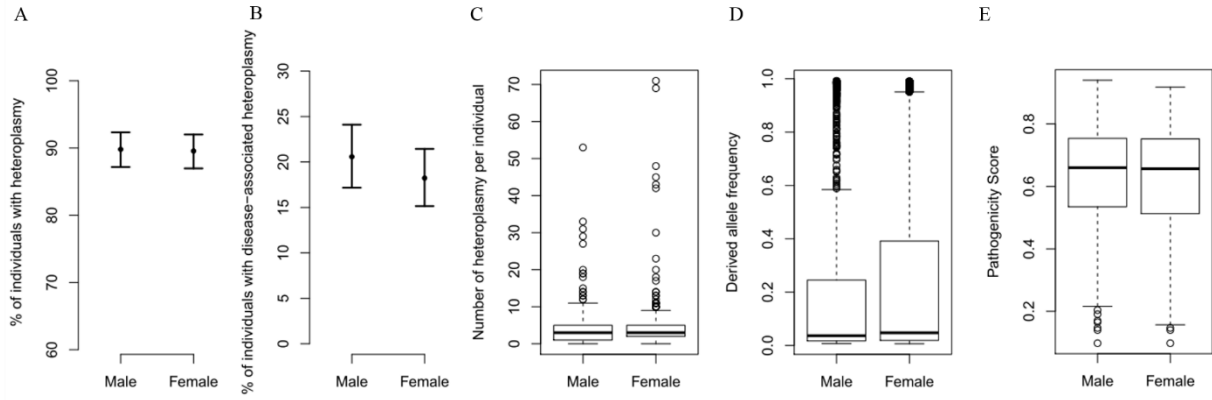 A
% of individuals with heteroplasmy
100
90
80
70
60
Male Female
B
% of individuals with disease−associated heteroplasmy
30
25
20
15
10
5
0
Male Female
C
Number of heteroplasmy per individual
70
60
50
40
30
20
10
0
Male Female
D
Derived allele frequency
1.0
0.8
0.6
0.4
0.2
0.0
Male Female
E
Pathogenicity Score
0.8
0.6
0.4
0.2
Male Female